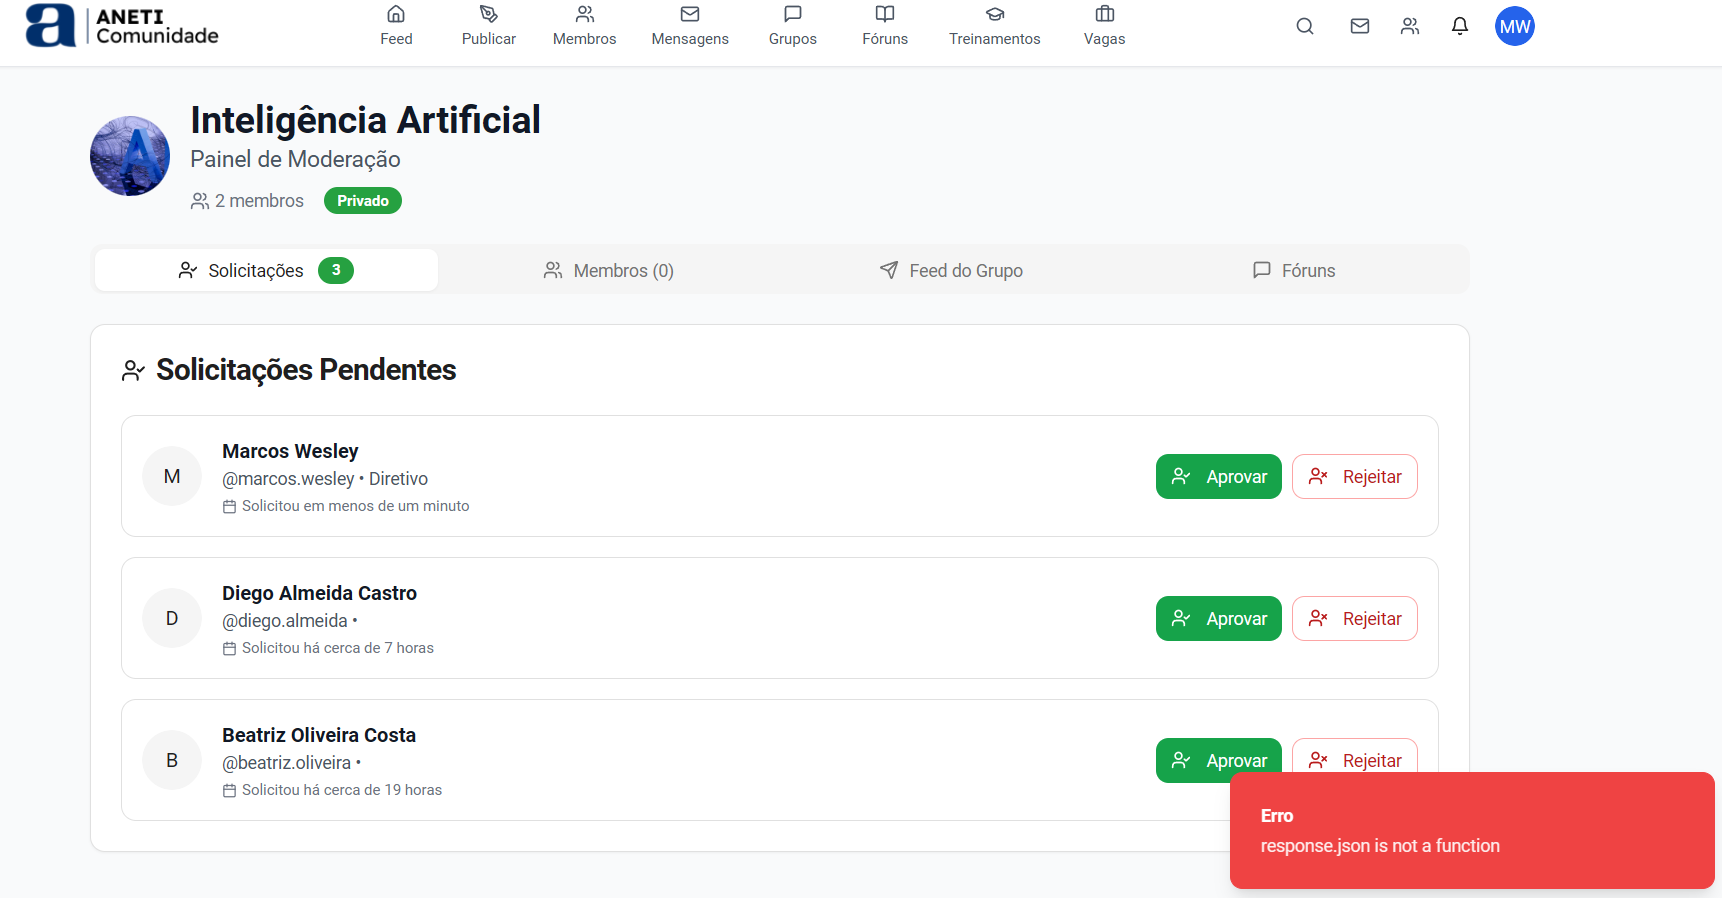 a ANETI
Comunidade
Feed
Publicar
Membros
Mensagens
Grupos
Fóruns
Treinamentos
Vagas
MW
Inteligência Artificial
Painel de Moderação
2 membros
Privado
Solicitações 3
Membros (0)
Feed do Grupo
Fóruns
Solicitações Pendentes
M
Marcos Wesley
@marcos.wesley • Diretivo
Solicitou em menos de um minuto
Aprovar
Rejeitar
D
Diego Almeida Castro
@diego.almeida •
Solicitou há cerca de 7 horas
Aprovar
Rejeitar
B
Beatriz Oliveira Costa
@beatriz.oliveira •
Solicitou há cerca de 19 horas
Aprovar
Rejeitar
Erro
response.json is not a function